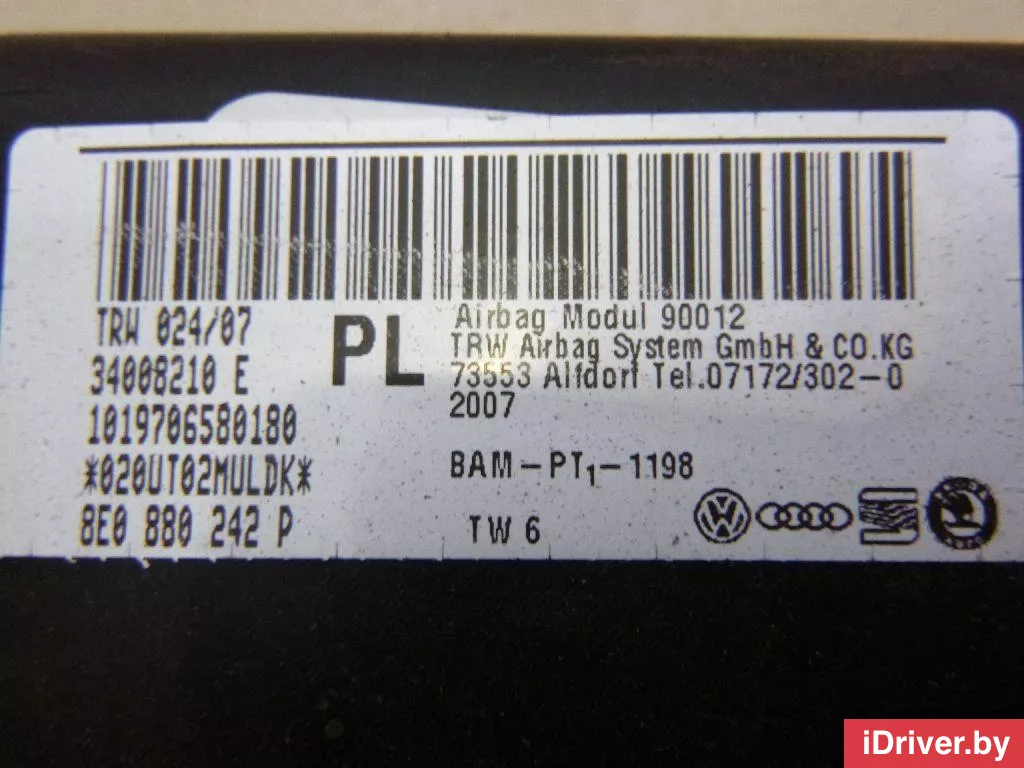 TRW 024/07
34008210 E
1019706580180
*020UT02MULDK*
8E0 880 242 P
PL
Airbag Modul 90012
TRW Airbag System GmbH & CO.KG
73553 Alfdorf Tel.07172/302-0
2007
BAM-PT1-1198
TW 6
iDriver.by